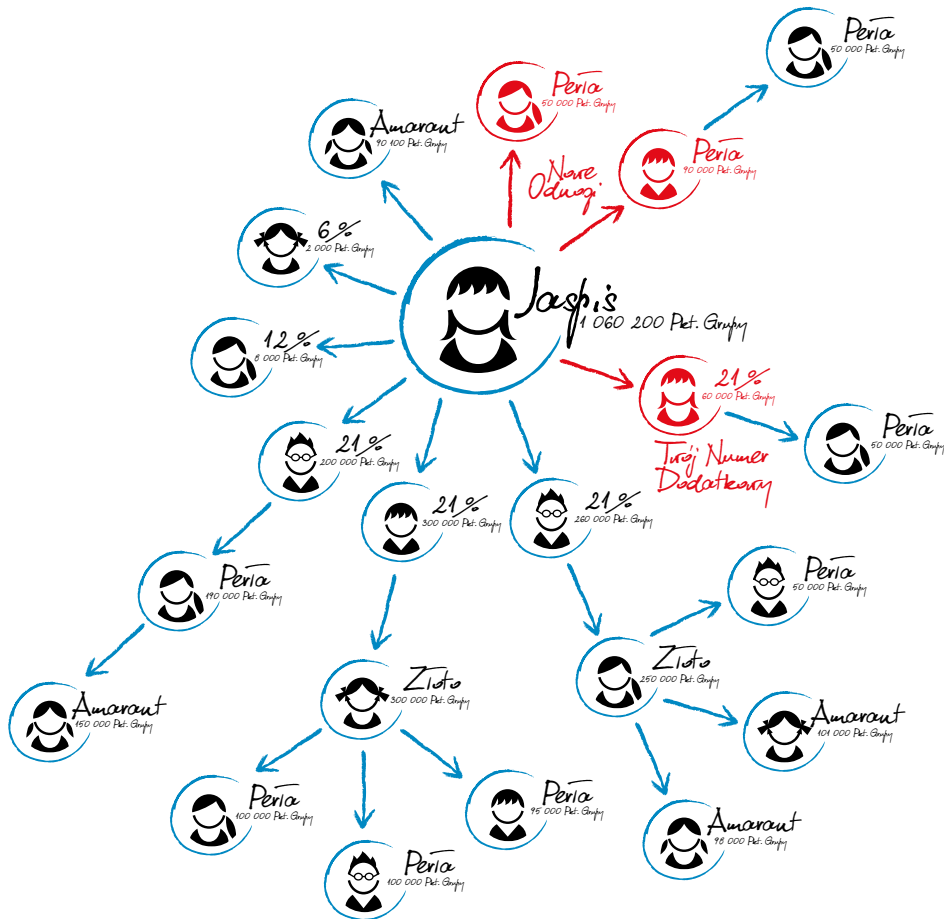 Perła
50 000 Pkt. Grupy
Perła
50 000 Pkt. Grupy
Amarant
90 100 Pkt. Grupy
Perła
90 000 Pkt. Grupy
Nowe
Odnogi
6%
2 000 Pkt. Grupy
Jaspis
1 060 200 Pkt. Grupy
12%
8 000 Pkt. Grupy
21%
60 000 Pkt. Grupy
Perła
50 000 Pkt. Grupy
21%
200 000 Pkt. Grupy
Twój Numer
Dodatkowy
21%
300 000 Pkt. Grupy
21%
260 000 Pkt. Grupy
Perła
190 000 Pkt. Grupy
Perła
50 000 Pkt. Grupy
Złoto
300 000 Pkt. Grupy
Złoto
250 000 Pkt. Grupy
Amarant
150 000 Pkt. Grupy
Amarant
101 000 Pkt. Grupy
Perła
100 000 Pkt. Grupy
Perła
95 000 Pkt. Grupy
Amarant
98 000 Pkt. Grupy
Perła
100 000 Pkt. Grupy